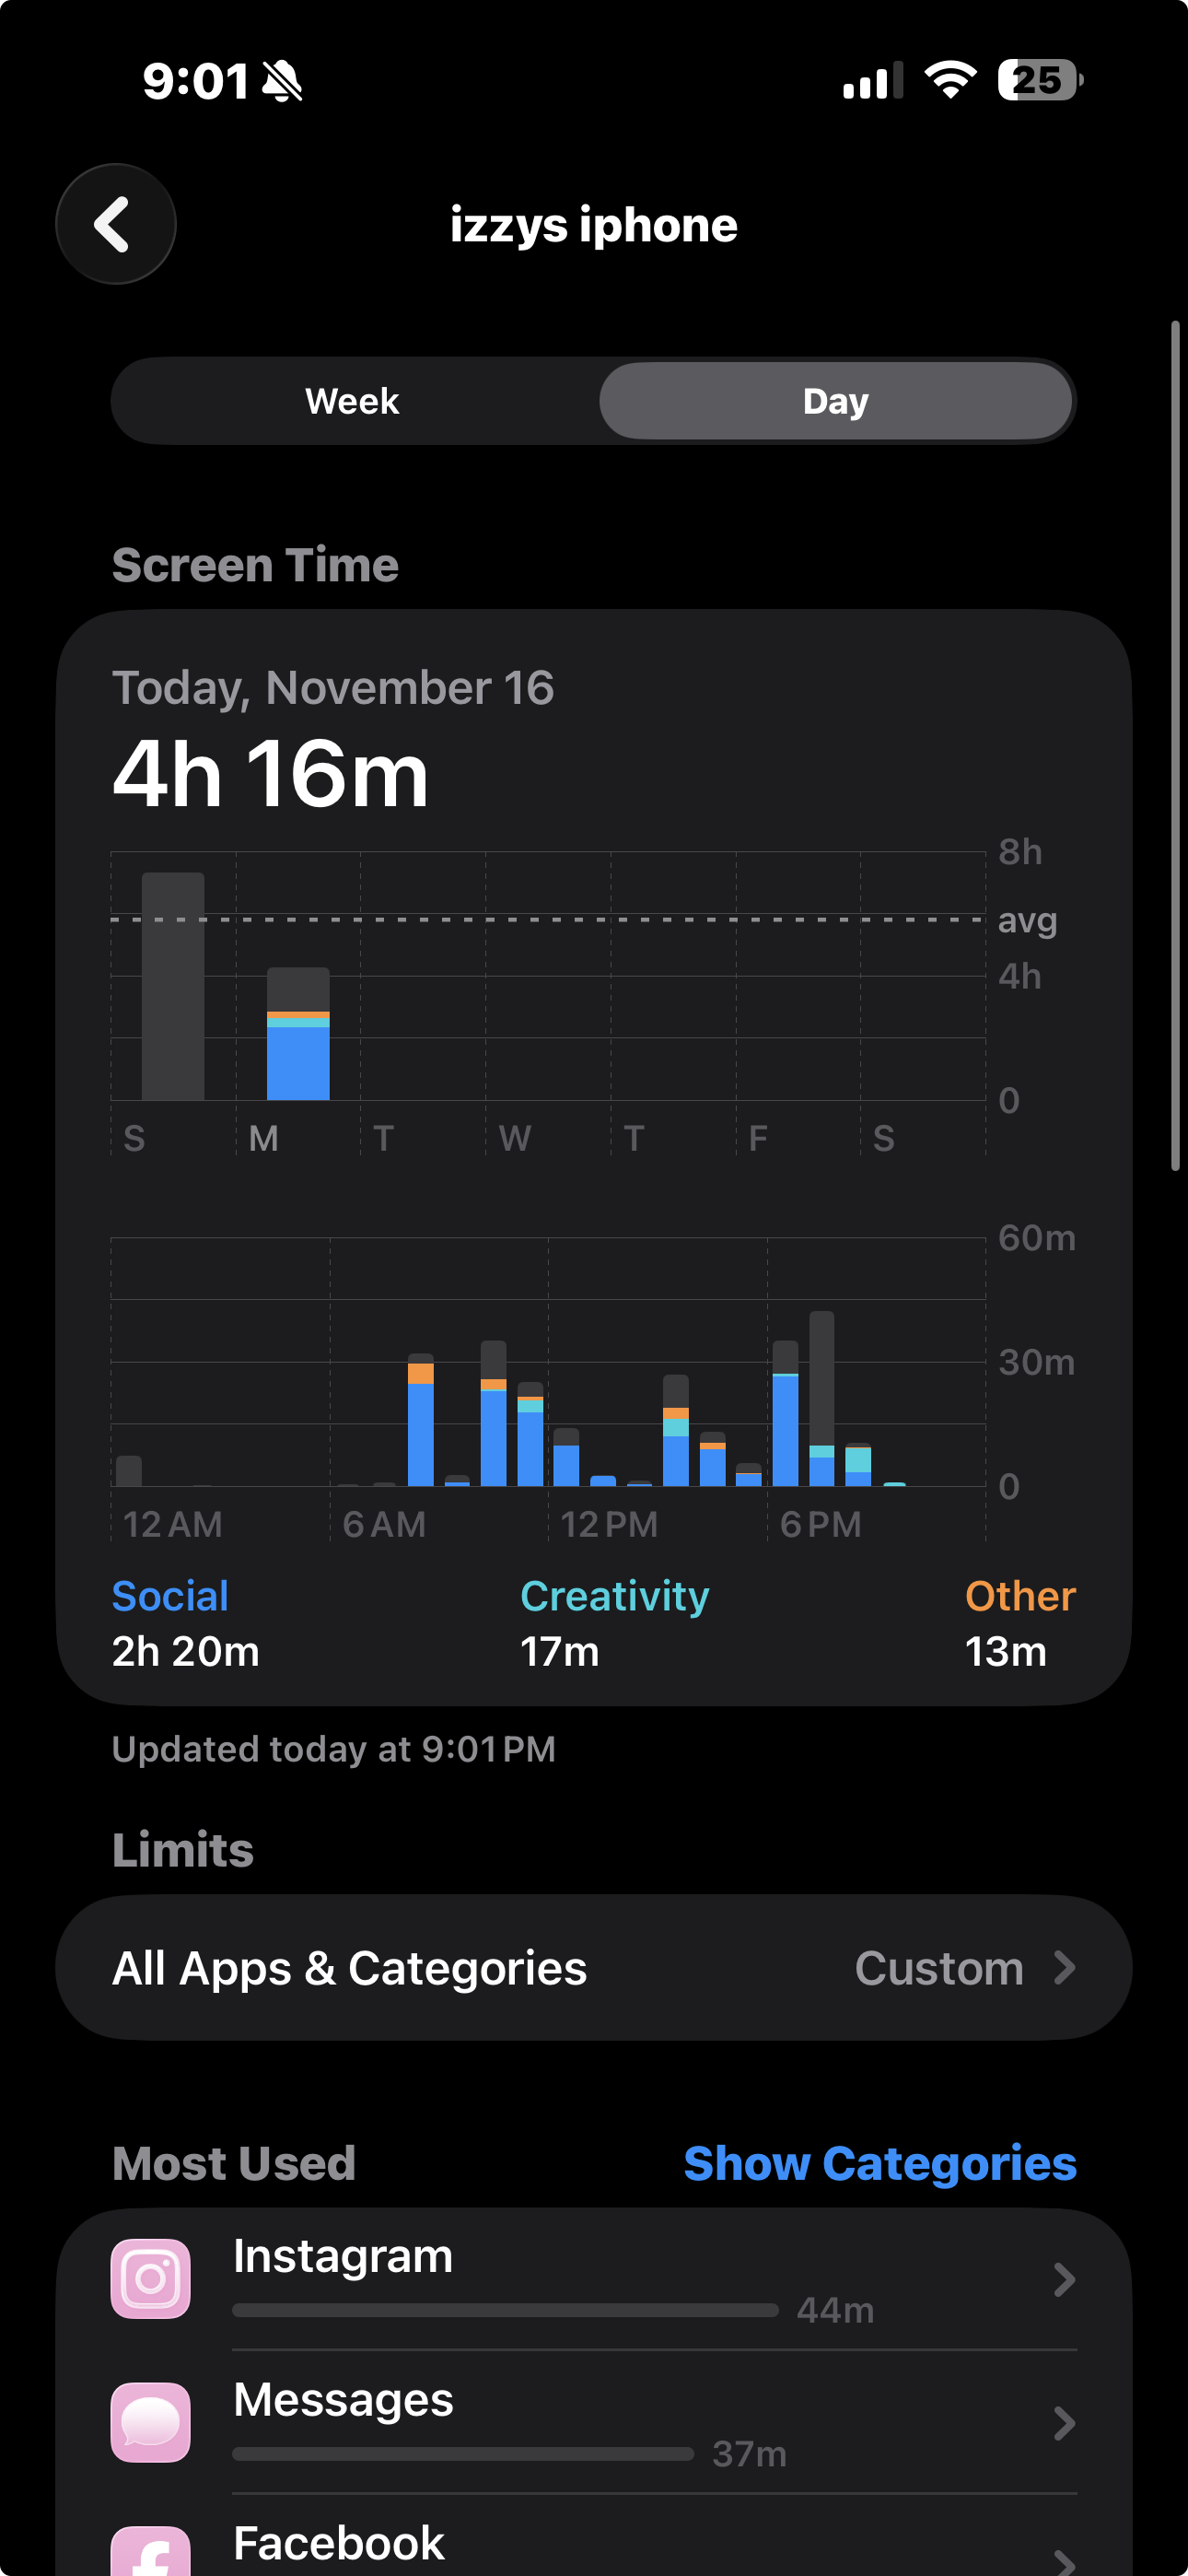 9:01
25
izzys iphone
Week Day
Screen Time
Today, November 16
4h 16m
8h
avg
4h
0
S M T W T F S
60m
30m
0
12 AM 6 AM 12 PM 6 PM
Social Creativity Other
2h 20m 17m 13m
Updated today at 9:01 PM
Limits
All Apps & Categories Custom
Most Used Show Categories
Instagram
44m
Messages
37m
Facebook